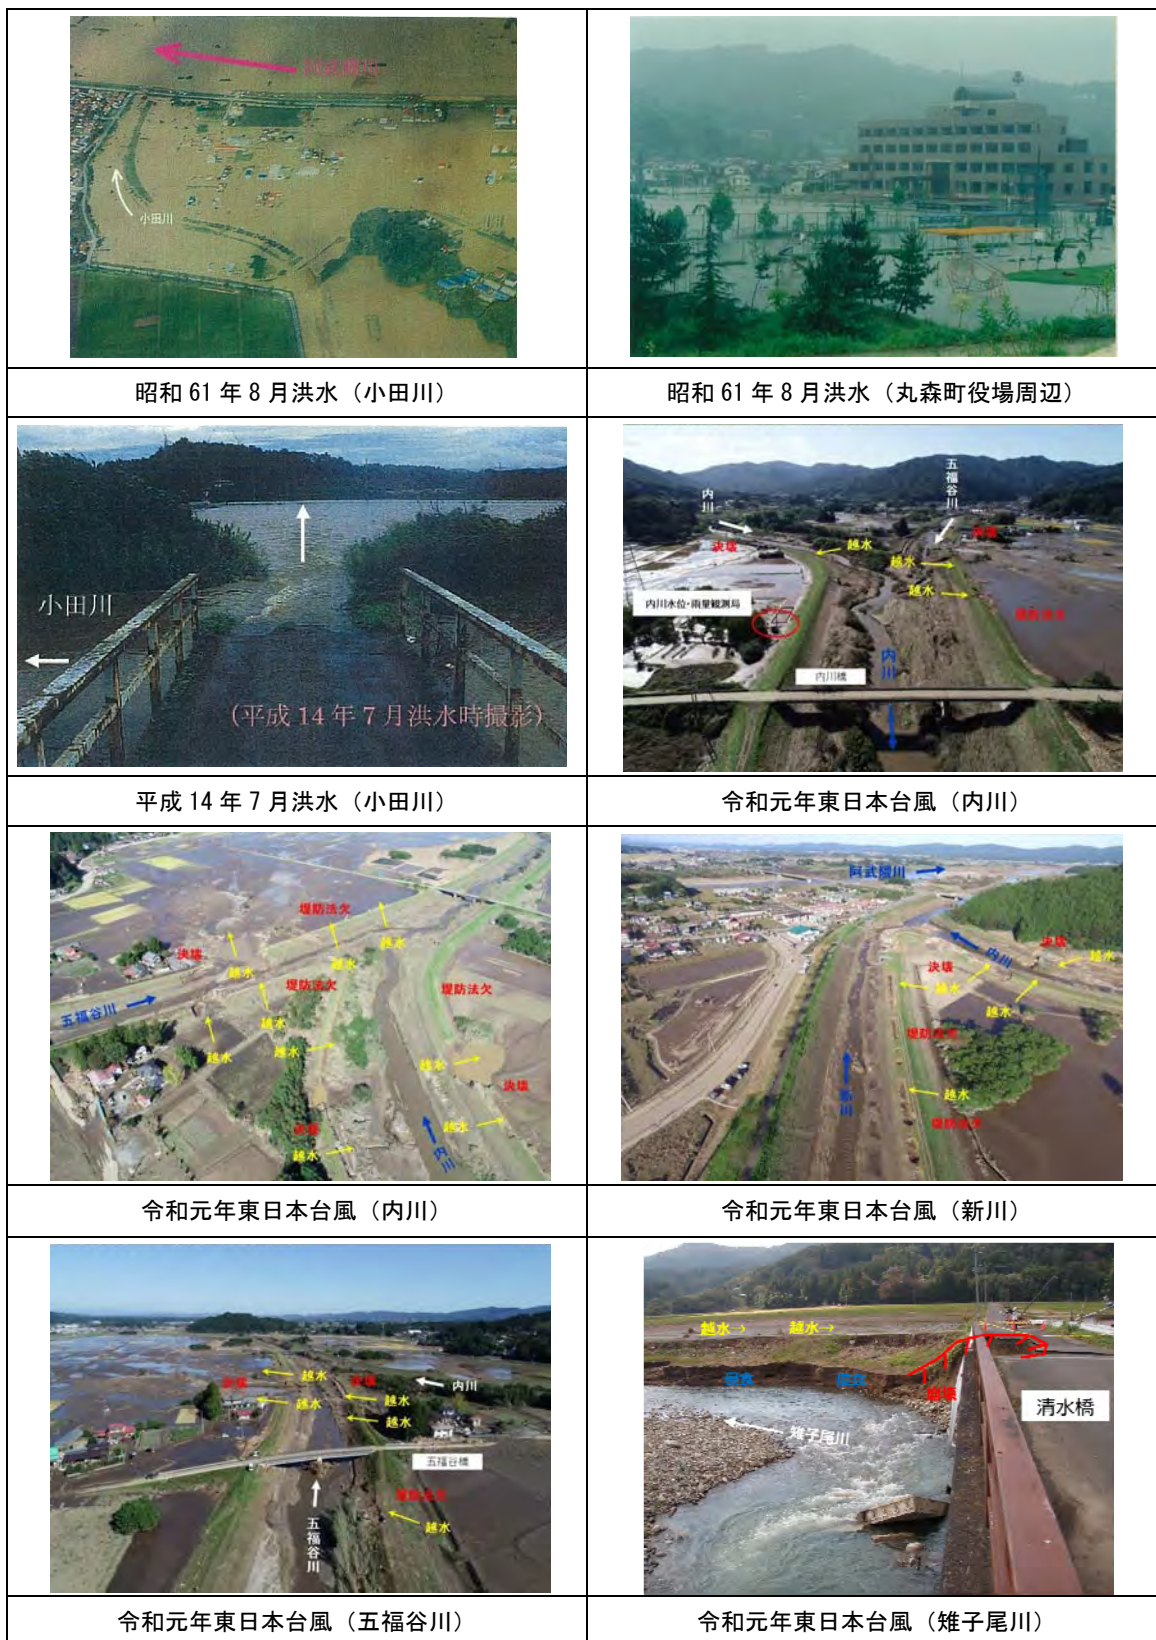 阿武隈川
小田川
昭和 61 年 8 月洪水（小田川）
昭和 61 年 8 月洪水（丸森町役場周辺）
小田川
(平成 14 年 7 月洪水時撮影)
五福谷川
内川
決壊
越水
決壊
越水
越水
内川水位・雨量観測局
堤防法欠
内川
内川橋
平成 14 年 7 月洪水（小田川）
令和元年東日本台風（内川）
堤防法欠
越水
決壊
越水
越水
堤防法欠
堤防法欠
五福谷川
越水
越水
越水
越水
決壊
決壊
越水
越水
内川
阿武隈川
内川
決壊
越水
決壊
越水
越水
堤防法欠
新川
越水
堤防法欠
令和元年東日本台風（内川）
令和元年東日本台風（新川）
決壊
越水
決壊
内川
越水
越水
越水
五福谷橋
堤防法欠
越水
五福谷川
越水→
越水→
崩壊
清水橋
雉子尾川
令和元年東日本台風（五福谷川）
令和元年東日本台風（雉子尾川）